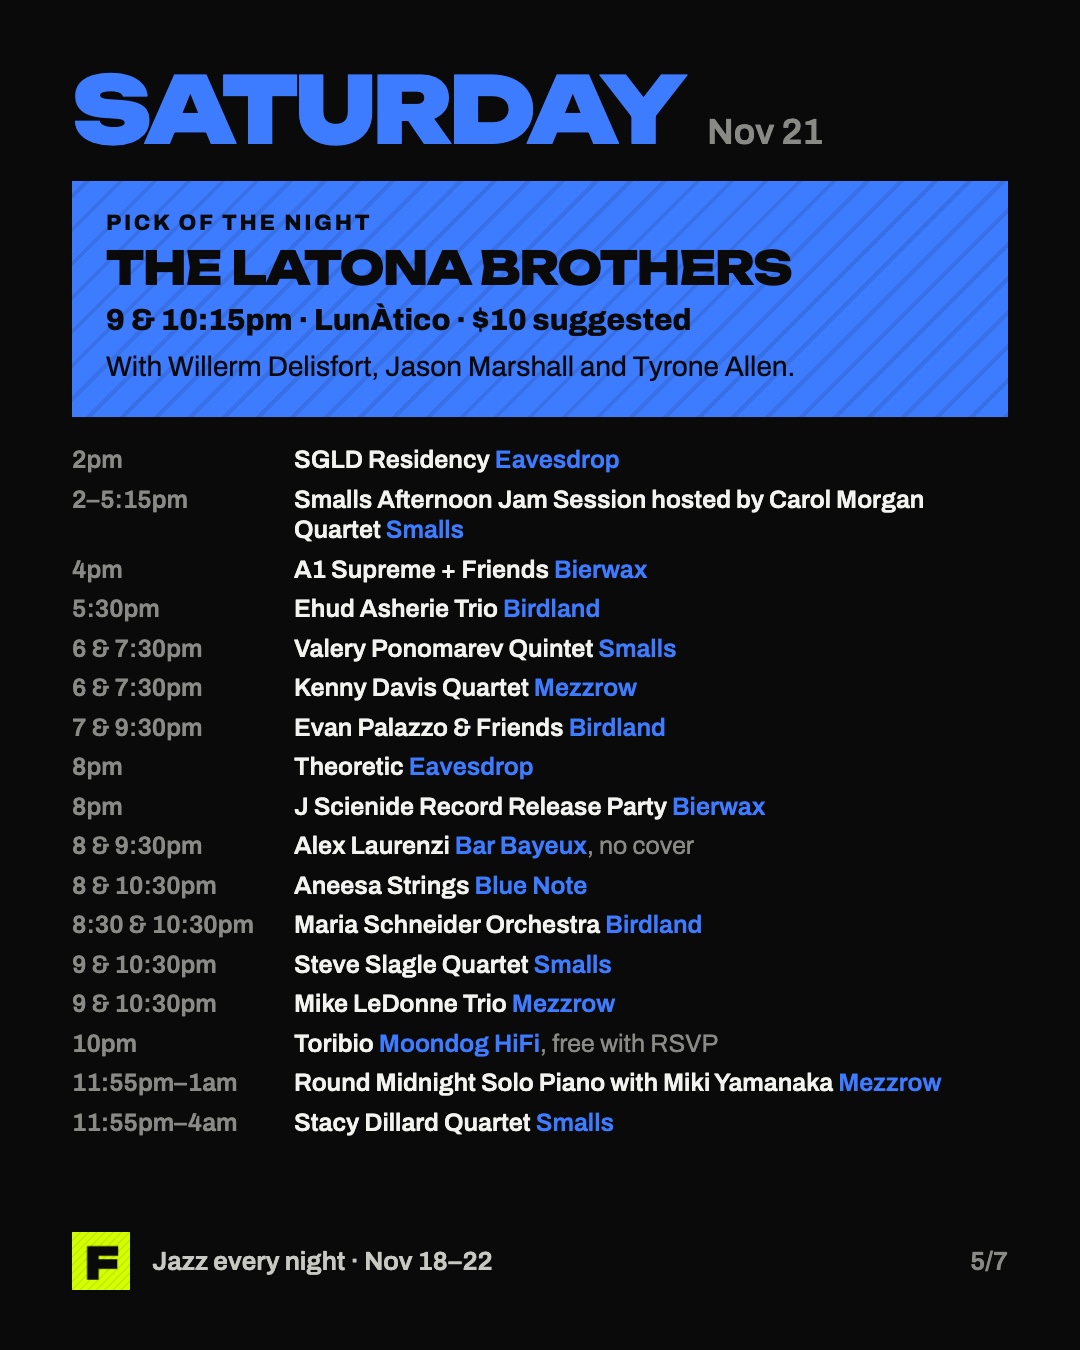 SATURDAY Nov 21
PICK OF THE NIGHT
THE LATONA BROTHERS
9 & 10:15pm · LunÀtico · $10 suggested
With Willerm Delisfort, Jason Marshall and Tyrone Allen.
2pm SGLD Residency Eavesdrop
2–5:15pm Smalls Afternoon Jam Session hosted by Carol Morgan
Quartet Smalls
4pm A1 Supreme + Friends Bierwax
5:30pm Ehud Asherie Trio Birdland
6 & 7:30pm Valery Ponomarev Quintet Smalls
6 & 7:30pm Kenny Davis Quartet Mezzrow
7 & 9:30pm Evan Palazzo & Friends Birdland
8pm Theoretic Eavesdrop
8pm J Scienide Record Release Party Bierwax
8 & 9:30pm Alex Laurenzi Bar Bayeux, no cover
8 & 10:30pm Aneesa Strings Blue Note
8:30 & 10:30pm Maria Schneider Orchestra Birdland
9 & 10:30pm Steve Slagle Quartet Smalls
9 & 10:30pm Mike LeDonne Trio Mezzrow
10pm Toribio Moondog HiFi, free with RSVP
11:55pm–1am Round Midnight Solo Piano with Miki Yamanaka Mezzrow
11:55pm–4am Stacy Dillard Quartet Smalls
F Jazz every night · Nov 18–22 5/7